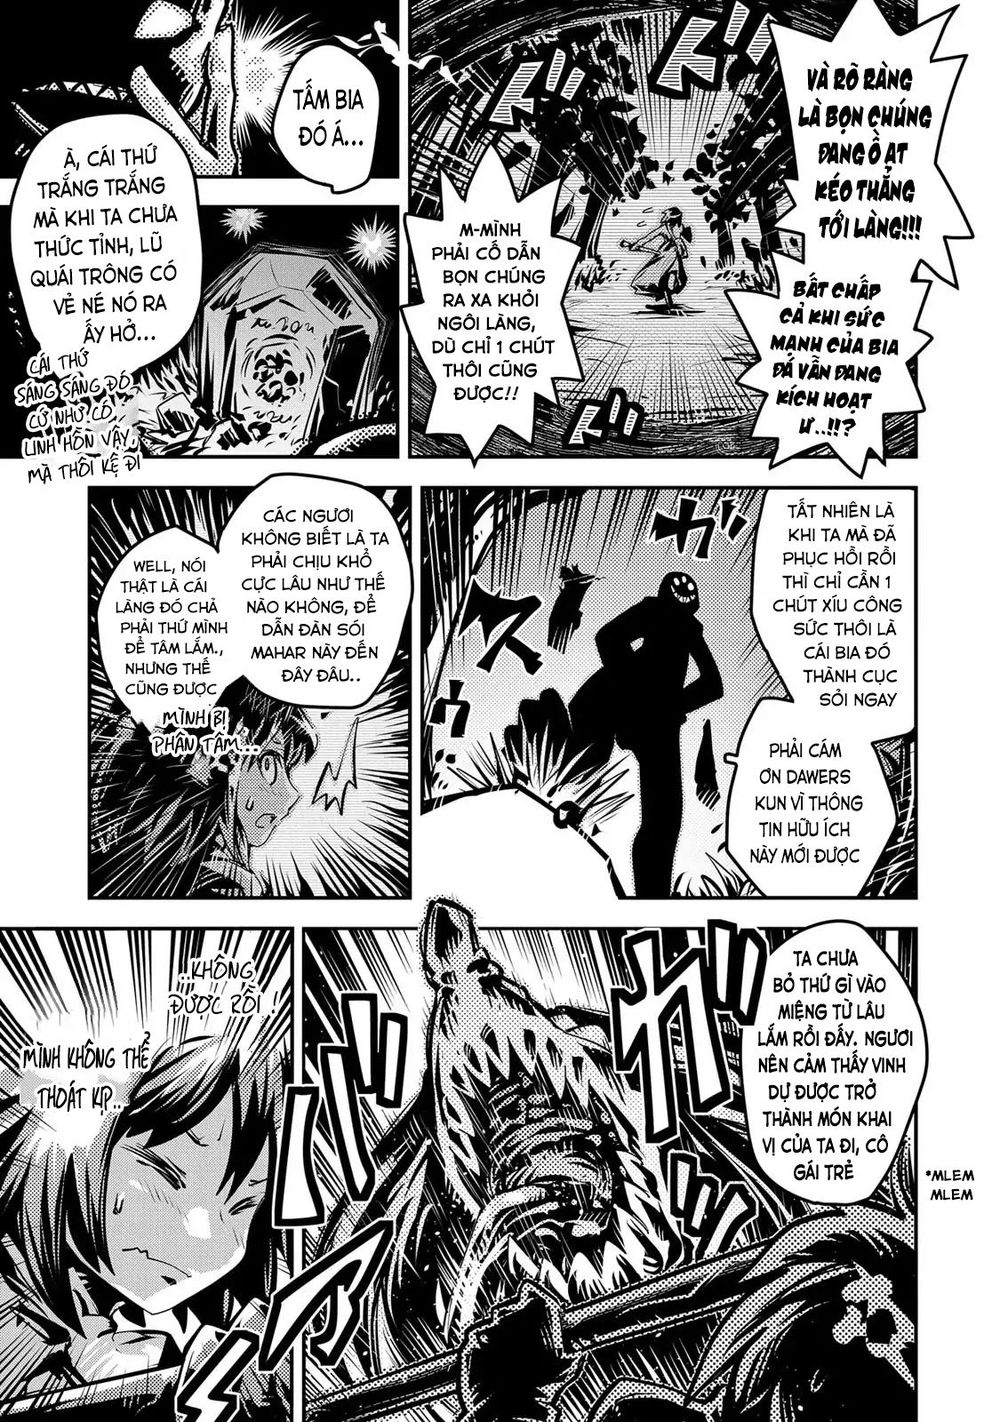 VÀ RÕ RÀNG
LÀ BỌN CHÚNG
ĐANG Ồ ẠT
KÉO THẲNG
TỚI LÀNG!!!
BẤT CHẤP
CẢ KHI SỨC
MẠNH CỦA BIA
ĐÁ VẪN ĐANG
KÍCH HOẠT
Ư...!!?
ズ
ズ
ズ
ズ
M-MÌNH
PHẢI CỐ DẪN
BỌN CHÚNG
RA XA KHỎI
NGÔI LÀNG,
DÙ CHỈ 1 CHÚT
THÔI CŨNG
ĐƯỢC!!
TẤM BIA
ĐÓ Á...
À, CÁI THỨ
TRẮNG TRẮNG
MÀ KHI TA CHƯA
THỨC TỈNH, LŨ
QUÁI TRÔNG CÓ
VẺ NÉ NÓ RA
ẤY HỞ...
CÁI THỨ
SÁNG SÁNG ĐÓ,
CỨ NHƯ CÓ
LINH HỒN VẬY,
MÀ THÔI KỆ ĐI
TẤT NHIÊN LÀ
KHI TA MÀ ĐÃ
PHỤC HỒI RỒI
THÌ CHỈ CẦN 1
CHÚT XÍU CÔNG
SỨC THÔI LÀ
CÁI BIA ĐÓ
THÀNH CỤC
SỎI NGAY
PHẢI CÁM
ƠN DAWERS
KUN VÌ THÔNG
TIN HỮU ÍCH
NÀY MỚI ĐƯỢC
CÁC NGƯƠI
KHÔNG BIẾT LÀ TA
PHẢI CHỊU KHỔ
CỰC LÂU NHƯ THẾ
NÀO KHÔNG, ĐỂ
DẪN ĐÀN SÓI
MAHAR NÀY ĐẾN
ĐÂY ĐÂU..
WELL, NÓI
THẬT LÀ CÁI
LÀNG ĐÓ CHẢ
PHẢI THỨ MÌNH
ĐỂ TÂM LẮM.,
NHƯNG THẾ
CŨNG ĐƯỢC
MÌNH BỊ
PHÂN TÂM...
TA CHƯA
BỎ THỨ GÌ VÀO
MIỆNG TỪ LÂU
LẮM RỒI ĐẤY. NGƯƠI
NÊN CẢM THẤY VINH
DỰ ĐƯỢC TRỞ
THÀNH MÓN KHAI
VỊ CỦA TA ĐI, CÔ
GÁI TRẺ
*MLEM
MLEM
..KHÔNG
ĐƯỢC RỒI !
MÌNH KHÔNG THỂ
THOÁT KỊP..